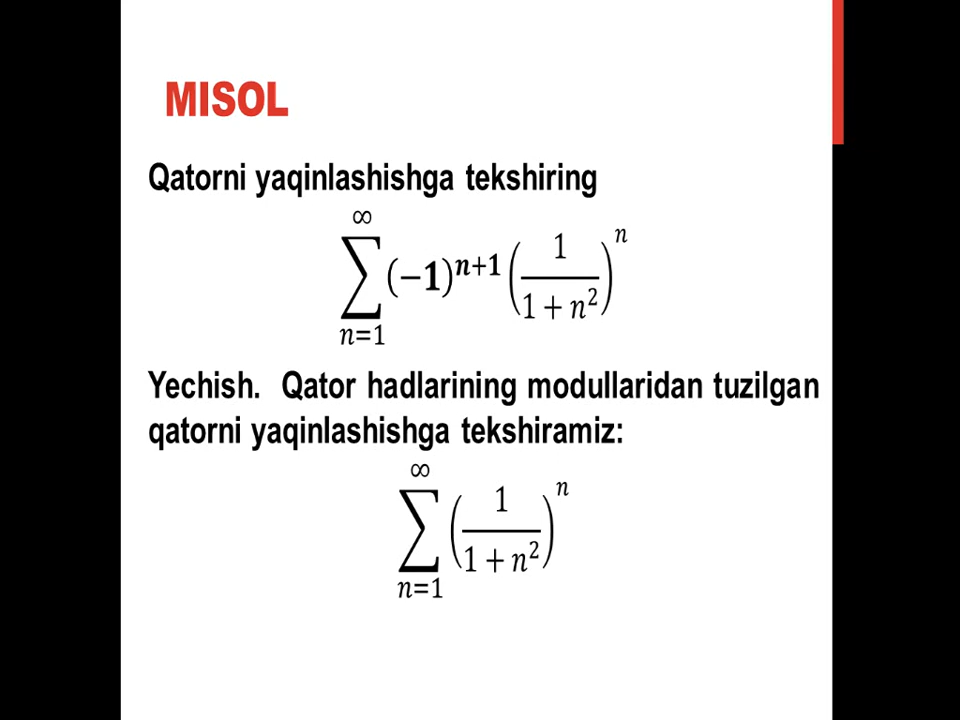 MISOL
Qatorni yaqinlashishga tekshiring
∑_{n=1}^{∞} (−1)^{n+1} (1/(1 + n²))^n
Yechish. Qator hadlarining modullaridan tuzilgan
qatorni yaqinlashishga tekshiramiz:
∑_{n=1}^{∞} (1/(1 + n²))^n